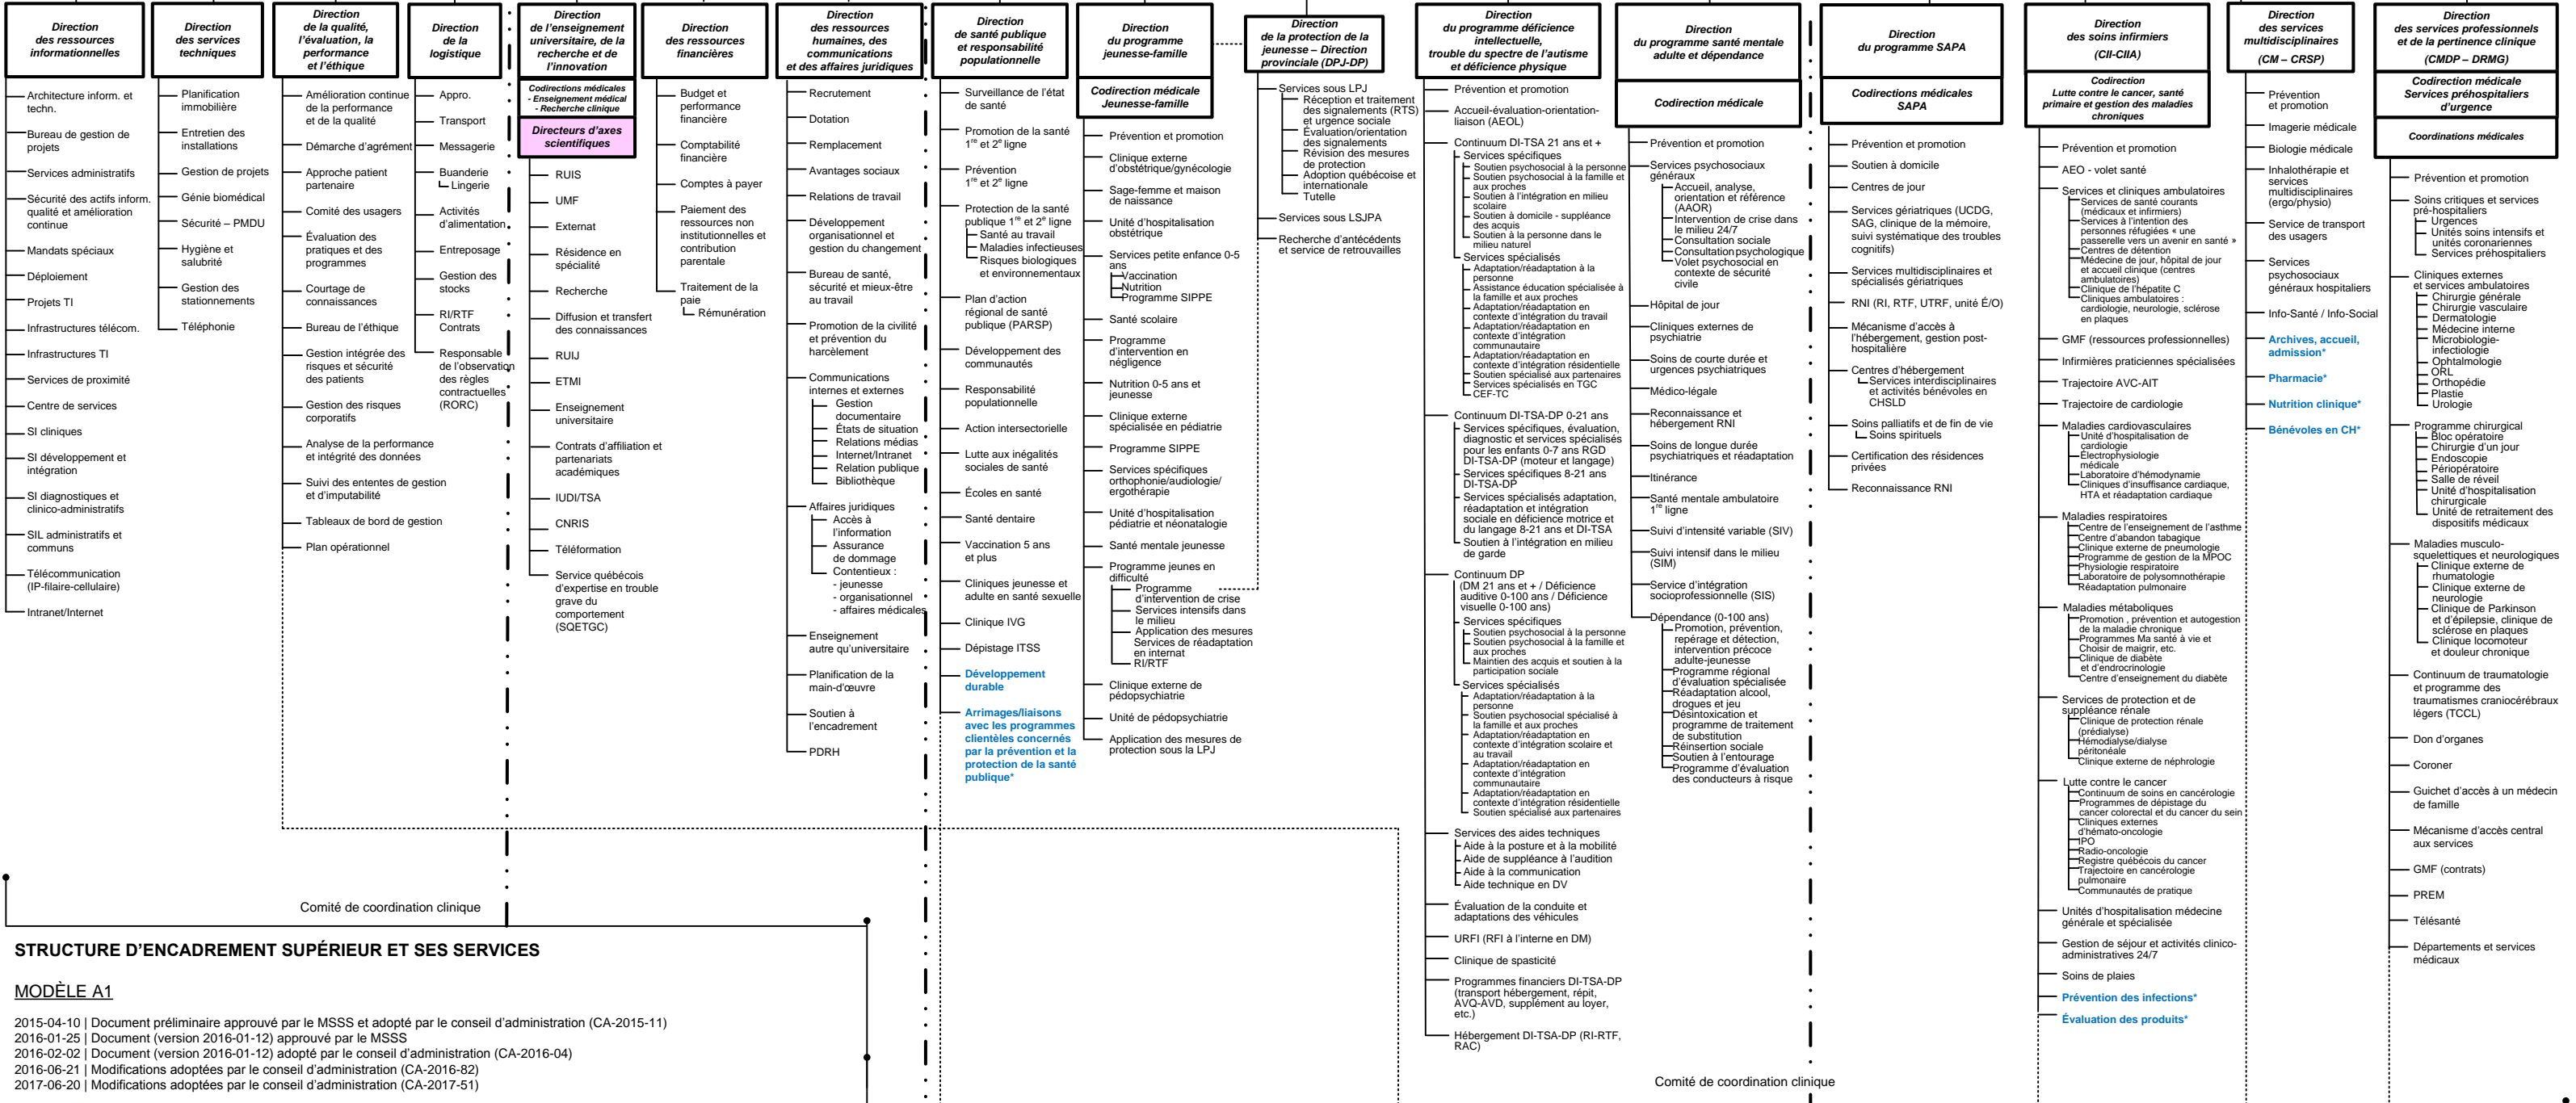 Direction
des ressources
informationnelles
Architecture inform. et
techn.
Bureau de gestion de
projets
Services administratifs
Sécurité des actifs inform.
qualité et amélioration
continue
Mandats spéciaux
Déploiement
Projets TI
Infrastructures télécom.
Infrastructures TI
Services de proximité
Centre de services
SI cliniques
SI développement et
intégration
SI diagnostiques et
clinico-administratifs
SIL administratifs et
communs
Télécommunication
(IP-filaire-cellulaire)
Intranet/Internet
Direction
des services
techniques
Planification
immobilière
Entretien des
installations
Gestion de projets
Génie biomédical
Sécurité – PMDU
Hygiène et
salubrité
Gestion des
stationnements
Téléphonie
Direction
de la qualité,
l'évaluation, la
performance
et l'éthique
Amélioration continue
de la performance
et de la qualité
Démarche d'agrément
Approche patient
partenaire
Comité des usagers
Évaluation des
pratiques et des
programmes
Courtage de
connaissances
Bureau de l'éthique
Gestion intégrée des
risques et sécurité
des patients
Gestion des risques
corporatifs
Analyse de la performance
et intégrité des données
Suivi des ententes de gestion
et d'imputabilité
Tableaux de bord de gestion
Plan opérationnel
Direction
de la
logistique
Appro.
Transport
Messagerie
Buanderie
Lingerie
Activités
d'alimentation
Entreposage
Gestion des
stocks
RI/RTF
Contrats
Responsable
de l'observation
des règles
contractuelles
(RORC)
Direction
de l'enseignement
universitaire, de la
recherche et de
l'innovation
Codirections médicales
- Enseignement médical
- Recherche clinique
Directeurs d'axes
scientifiques
RUIS
UMF
Externat
Résidence en
spécialité
Recherche
Diffusion et transfert
des connaissances
RUIJ
ETMI
Enseignement
universitaire
Contrats d'affiliation et
partenariats
académiques
IUDI/TSA
CNRIS
Téléformation
Service québécois
d'expertise en trouble
grave du
comportement
(SQETGC)
Direction
des ressources
financières
Budget et
performance
financière
Comptabilité
financière
Comptes à payer
Paiement des
ressources non
institutionnelles et
contribution
parentale
Traitement de la
paie
Rémunération
Direction
des ressources
humaines, des
communications
et des affaires juridiques
Recrutement
Dotation
Remplacement
Avantages sociaux
Relations de travail
Développement
organisationnel et
gestion du changement
Bureau de santé,
sécurité et mieux-être
au travail
Promotion de la civilité
et prévention du
harcèlement
Communications
internes et externes
Gestion
documentaire
États de situation
Relations médias
Internet/Intranet
Relation publique
Bibliothèque
Affaires juridiques
Accès à
l'information
Assurance
de dommage
Contentieux :
- jeunesse
- organisationnel
- affaires médicales
Enseignement
autre qu'universitaire
Planification de la
main-d'œuvre
Soutien à
l'encadrement
PDRH
Direction
de santé publique
et responsabilité
populationnelle
Surveillance de l'état
de santé
Promotion de la santé
1re et 2e ligne
Prévention
1re et 2e ligne
Protection de la santé
publique 1re et 2e ligne
Santé au travail
Maladies infectieuses
Risques biologiques
et environnementaux
Plan d'action
régional de santé
publique (PARSP)
Développement des
communautés
Responsabilité
populationnelle
Action intersectorielle
Lutte aux inégalités
sociales de santé
Écoles en santé
Santé dentaire
Vaccination 5 ans
et plus
Cliniques jeunesse et
adulte en santé sexuelle
Clinique IVG
Dépistage ITSS
Développement
durable
Arrimages/liaisons
avec les programmes
clientèles concernés
par la prévention et la
protection de la santé
publique*
Direction
du programme
jeunesse-famille
Codirection médicale
Jeunesse-famille
Prévention et promotion
Clinique externe
d'obstétrique/gynécologie
Sage-femme et maison
de naissance
Unité d'hospitalisation
obstétrique
Services petite enfance 0-5
ans
Vaccination
Nutrition
Programme SIPPE
Santé scolaire
Programme
d'intervention en
négligence
Nutrition 0-5 ans et
jeunesse
Clinique externe
spécialisée en pédiatrie
Programme SIPPE
Services spécifiques
orthophonie/audiologie/
ergothérapie
Unité d'hospitalisation
pédiatrie et néonatalogie
Santé mentale jeunesse
Programme jeunes en
difficulté
Programme
d'intervention de crise
Services intensifs dans
le milieu
Application des mesures
Services de réadaptation
en internat
RI/RTF
Clinique externe de
pédopsychiatrie
Unité de pédopsychiatrie
Application des mesures de
protection sous la LPJ
Direction
de la protection de la
jeunesse – Direction
provinciale (DPJ-DP)
Services sous LPJ
Réception et traitement
des signalements (RTS)
et urgence sociale
Évaluation/orientation
des signalements
Révision des mesures
de protection
Adoption québécoise et
internationale
Tutelle
Services sous LSJPA
Recherche d'antécédents
et service de retrouvailles
Direction
du programme déficience
intellectuelle,
trouble du spectre de l'autisme
et déficience physique
Prévention et promotion
Accueil-évaluation-orientation-
liaison (AEOL)
Continuum DI-TSA 21 ans et +
Services spécifiques
Soutien psychosocial à la personne
Soutien psychosocial à la famille et
aux proches
Soutien à l'intégration en milieu
scolaire
Soutien à domicile - suppléance
des acquis
Soutien à la personne dans le
milieu naturel
Services spécialisés
Adaptation/réadaptation à la
personne
Assistance éducation spécialisée à
la famille et aux proches
Adaptation/réadaptation en
contexte d'intégration du travail
Adaptation/réadaptation en
contexte d'intégration
communautaire
Adaptation/réadaptation en
contexte d'intégration résidentielle
Soutien spécialisé aux partenaires
Services spécialisés en TGC
CEF-TC
Continuum DI-TSA-DP 0-21 ans
Services spécifiques, évaluation,
diagnostic et services spécialisés
pour les enfants 0-7 ans RGD
DI-TSA-DP (moteur et langage)
Services spécifiques 8-21 ans
DI-TSA-DP
Services spécialisés adaptation,
réadaptation et intégration
sociale en déficience motrice et
du langage 8-21 ans et DI-TSA
Soutien à l'intégration en milieu
de garde
Continuum DP
(DM 21 ans et + / Déficience
auditive 0-100 ans / Déficience
visuelle 0-100 ans)
Services spécifiques
Soutien psychosocial à la personne
Soutien psychosocial à la famille et
aux proches
Maintien des acquis et soutien à la
participation sociale
Services spécialisés
Adaptation/réadaptation à la
personne
Soutien psychosocial spécialisé à
la famille et aux proches
Adaptation/réadaptation en
contexte d'intégration scolaire et
au travail
Adaptation/réadaptation en
contexte d'intégration
communautaire
Adaptation/réadaptation en
contexte d'intégration résidentielle
Soutien spécialisé aux partenaires
Services des aides techniques
Aide à la posture et à la mobilité
Aide de suppléance à l'audition
Aide à la communication
Aide technique en DV
Évaluation de la conduite et
adaptations des véhicules
URFI (RFI à l'interne en DM)
Clinique de spasticité
Programmes financiers DI-TSA-DP
(transport hébergement, répit,
AVQ-AVD, supplément au loyer,
etc.)
Hébergement DI-TSA-DP (RI-RTF,
RAC)
Direction
du programme santé mentale
adulte et dépendance
Codirection médicale
Prévention et promotion
Services psychosociaux
généraux
Accueil, analyse,
orientation et référence
(AAOR)
Intervention de crise dans
le milieu 24/7
Consultation sociale
Consultation psychologique
Volet psychosocial en
contexte de sécurité
civile
Hôpital de jour
Cliniques externes de
psychiatrie
Soins de courte durée et
urgences psychiatriques
Médico-légale
Reconnaissance et
hébergement RNI
Soins de longue durée
psychiatriques et réadaptation
Itinérance
Santé mentale ambulatoire
1re ligne
Suivi d'intensité variable (SIV)
Suivi intensif dans le milieu
(SIM)
Service d'intégration
socioprofessionnelle (SIS)
Dépendance (0-100 ans)
Promotion, prévention,
repérage et détection,
intervention précoce
adulte-jeunesse
Programme régional
d'évaluation spécialisée
Réadaptation alcool,
drogues et jeu
Désintoxication et
programme de traitement
de substitution
Réinsertion sociale
Soutien à l'entourage
Programme d'évaluation
des conducteurs à risque
Direction
du programme SAPA
Codirections médicales
SAPA
Prévention et promotion
Soutien à domicile
Centres de jour
Services gériatriques (UCDG,
SAG, clinique de la mémoire,
suivi systématique des troubles
cognitifs)
Services multidisciplinaires et
spécialisés gériatriques
RNI (RI, RTF, UTRF, unité É/O)
Mécanisme d'accès à
l'hébergement, gestion post-
hospitalière
Centres d'hébergement
Services interdisciplinaires
et activités bénévoles en
CHSLD
Soins palliatifs et de fin de vie
Soins spirituels
Certification des résidences
privées
Reconnaissance RNI
Direction
des soins infirmiers
(CII-CIIA)
Codirection
Lutte contre le cancer, santé
primaire et gestion des maladies
chroniques
Prévention et promotion
AEO - volet santé
Services et cliniques ambulatoires
Services de santé courants
(médicaux et infirmiers)
Services à l'intention des
personnes réfugiées « une
passerelle vers un avenir en santé »
Centres de détention
Médecine de jour, hôpital de jour
et accueil clinique (centres
ambulatoires)
Clinique de l'hépatite C
Cliniques ambulatoires :
cardiologie, neurologie, sclérose
en plaques
GMF (ressources professionnelles)
Infirmières praticiennes spécialisées
Trajectoire AVC-AIT
Trajectoire de cardiologie
Maladies cardiovasculaires
Unité d'hospitalisation de
cardiologie
Électrophysiologie
médicale
Laboratoire d'hémodynamie
Cliniques d'insuffisance cardiaque,
HTA et réadaptation cardiaque
Maladies respiratoires
Centre de l'enseignement de l'asthme
Centre d'abandon tabagique
Clinique externe de pneumologie
Programme de gestion de la MPOC
Physiologie respiratoire
Laboratoire de polysomnothérapie
Réadaptation pulmonaire
Maladies métaboliques
Promotion , prévention et autogestion
de la maladie chronique
Programmes Ma santé à vie et
Choisir de maigrir, etc.
Clinique de diabète
et d'endocrinologie
Centre d'enseignement du diabète
Services de protection et de
suppléance rénale
Clinique de protection rénale
(prédialyse)
Hémodialyse/dialyse
péritonéale
Clinique externe de néphrologie
Lutte contre le cancer
Continuum de soins en cancérologie
Programmes de dépistage du
cancer colorectal et du cancer du sein
Cliniques externes
d'hémato-oncologie
IPO
Radio-oncologie
Registre québécois du cancer
Trajectoire en cancérologie
pulmonaire
Communautés de pratique
Unités d'hospitalisation médecine
générale et spécialisée
Gestion de séjour et activités clinico-
administratives 24/7
Soins de plaies
Prévention des infections*
Évaluation des produits*
Direction
des services
multidisciplinaires
(CM – CRSP)
Prévention
et promotion
Imagerie médicale
Biologie médicale
Inhalothérapie et
services
multidisciplinaires
(ergo/physio)
Service de transport
des usagers
Services
psychosociaux
généraux hospitaliers
Info-Santé / Info-Social
Archives, accueil,
admission*
Pharmacie*
Nutrition clinique*
Bénévoles en CH*
Direction
des services professionnels
et de la pertinence clinique
(CMDP – DRMG)
Codirection médicale
Services préhospitaliers
d'urgence
Coordinations médicales
Prévention et promotion
Soins critiques et services
pré-hospitaliers
Urgences
Unités soins intensifs et
unités coronariennes
Services préhospitaliers
Cliniques externes
et services ambulatoires
Chirurgie générale
Chirurgie vasculaire
Dermatologie
Médecine interne
Microbiologie-
infectiologie
Ophtalmologie
ORL
Orthopédie
Plastie
Urologie
Programme chirurgical
Bloc opératoire
Chirurgie d'un jour
Endoscopie
Périopératoire
Salle de réveil
Unité d'hospitalisation
chirurgicale
Unité de retraitement des
dispositifs médicaux
Maladies musculo-
squelettiques et neurologiques
Clinique externe de
rhumatologie
Clinique externe de
neurologie
Clinique de Parkinson
et d'épilepsie, clinique de
sclérose en plaques
Clinique locomoteur
et douleur chronique
Continuum de traumatologie
et programme des
traumatismes craniocérébraux
légers (TCCL)
Don d'organes
Coroner
Guichet d'accès à un médecin
de famille
Mécanisme d'accès central
aux services
GMF (contrats)
PREM
Télésanté
Départements et services
médicaux
Comité de coordination clinique
STRUCTURE D'ENCADREMENT SUPÉRIEUR ET SES SERVICES
MODÈLE A1
2015-04-10 | Document préliminaire approuvé par le MSSS et adopté par le conseil d'administration (CA-2015-11)
2016-01-25 | Document (version 2016-01-12) approuvé par le MSSS
2016-02-02 | Document (version 2016-01-12) adopté par le conseil d'administration (CA-2016-04)
2016-06-21 | Modifications adoptées par le conseil d'administration (CA-2016-82)
2017-06-20 | Modifications adoptées par le conseil d'administration (CA-2017-51)
Comité de coordination clinique